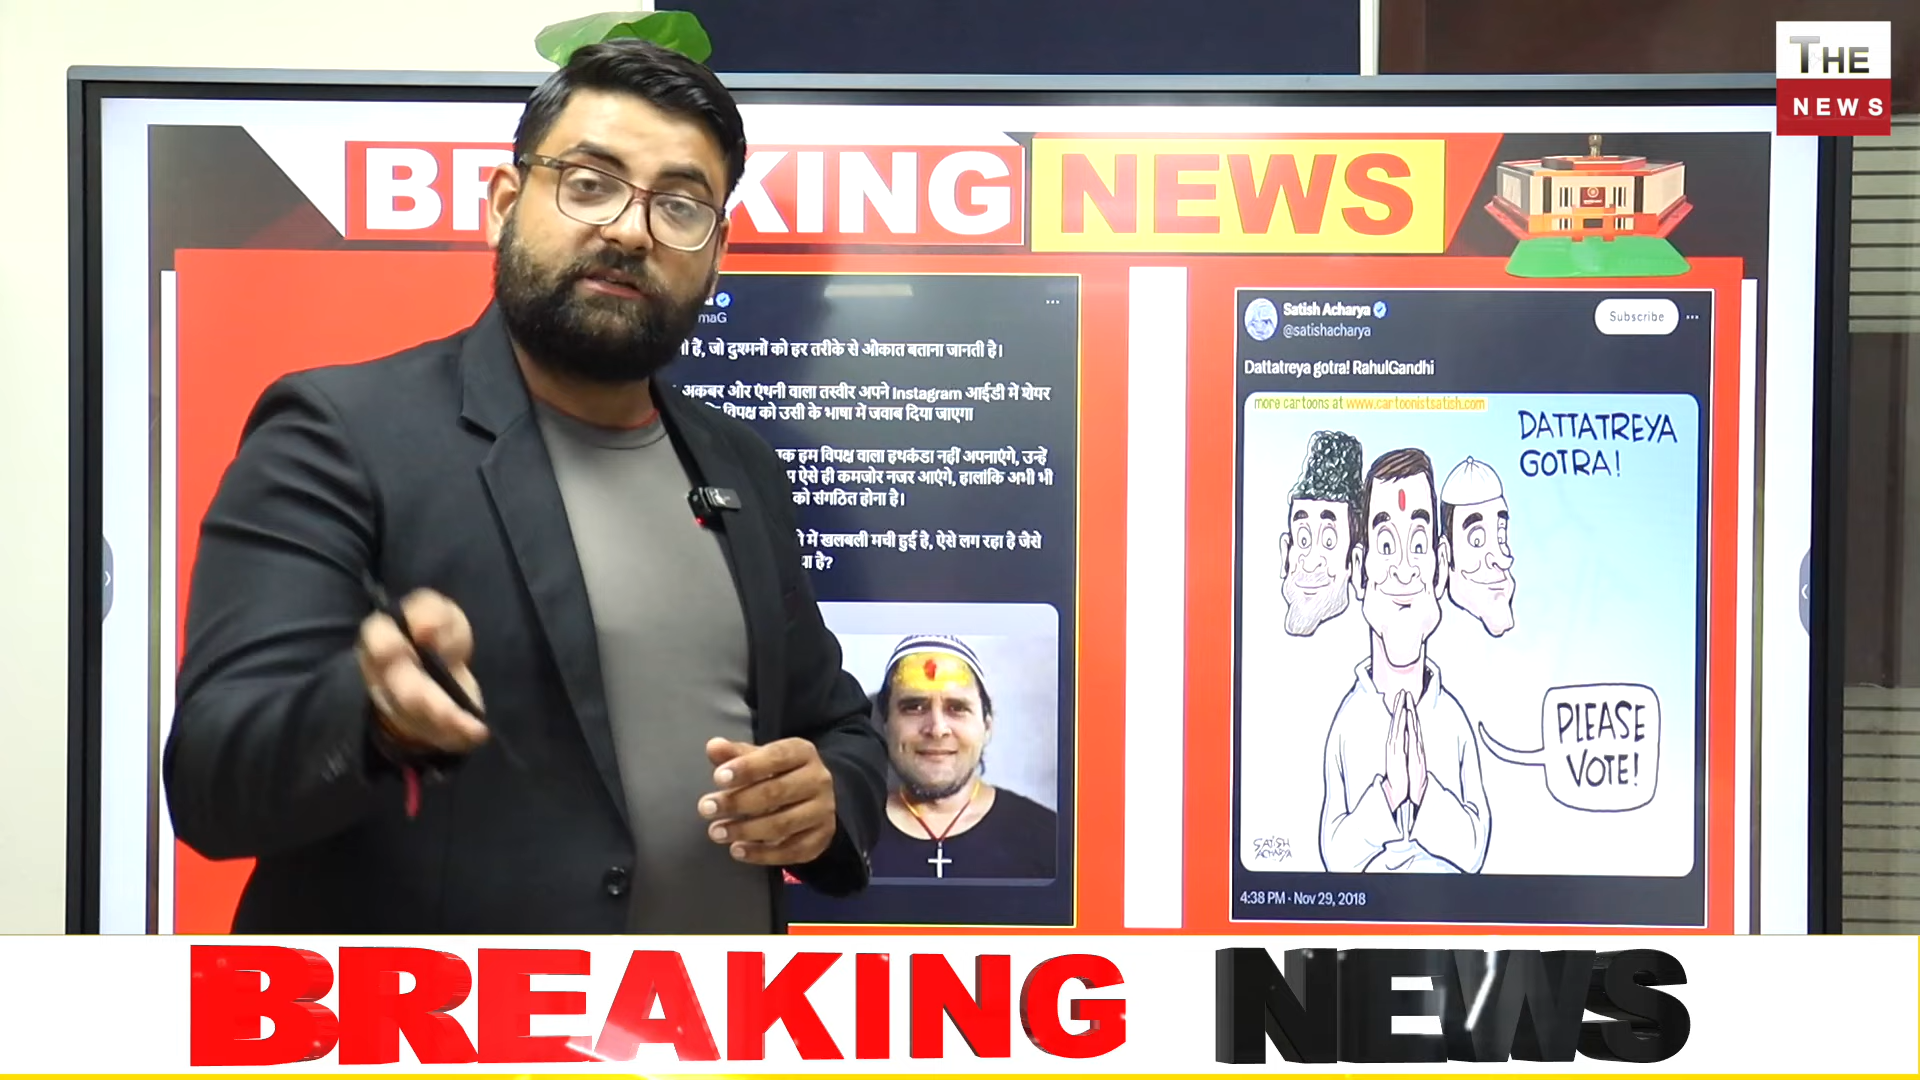 THE
NEWS
BREAKING NEWS
maG
हैं, जो दुश्मनों को हर तरीके से ओकात बताना जानती है।
अकबर और एंथनी वाला तस्वीर अपने Instagram आईडी में शेयर
विपक्ष को उसी के भाषा में जवाब दिया जाएगा
हम विपक्ष वाला हथकंडा नहीं अपनाएंगे, उन्हें
ऐसे ही कमजोर नजर आएंगे, हालांकि अभी भी
को संगठित होना है।
में खलबली मची हुई है, ऐसे लग रहा है जैसे
है?
Satish Acharya
@satishacharya
Subscribe
Dattatreya gotra! RahulGandhi
more cartoons at www.cartoonistsatish.com
DATTATREYA
GOTRA!
PLEASE
VOTE!
SATISH
ACHARYA
4:38 PM · Nov 29, 2018
BREAKING NEWS